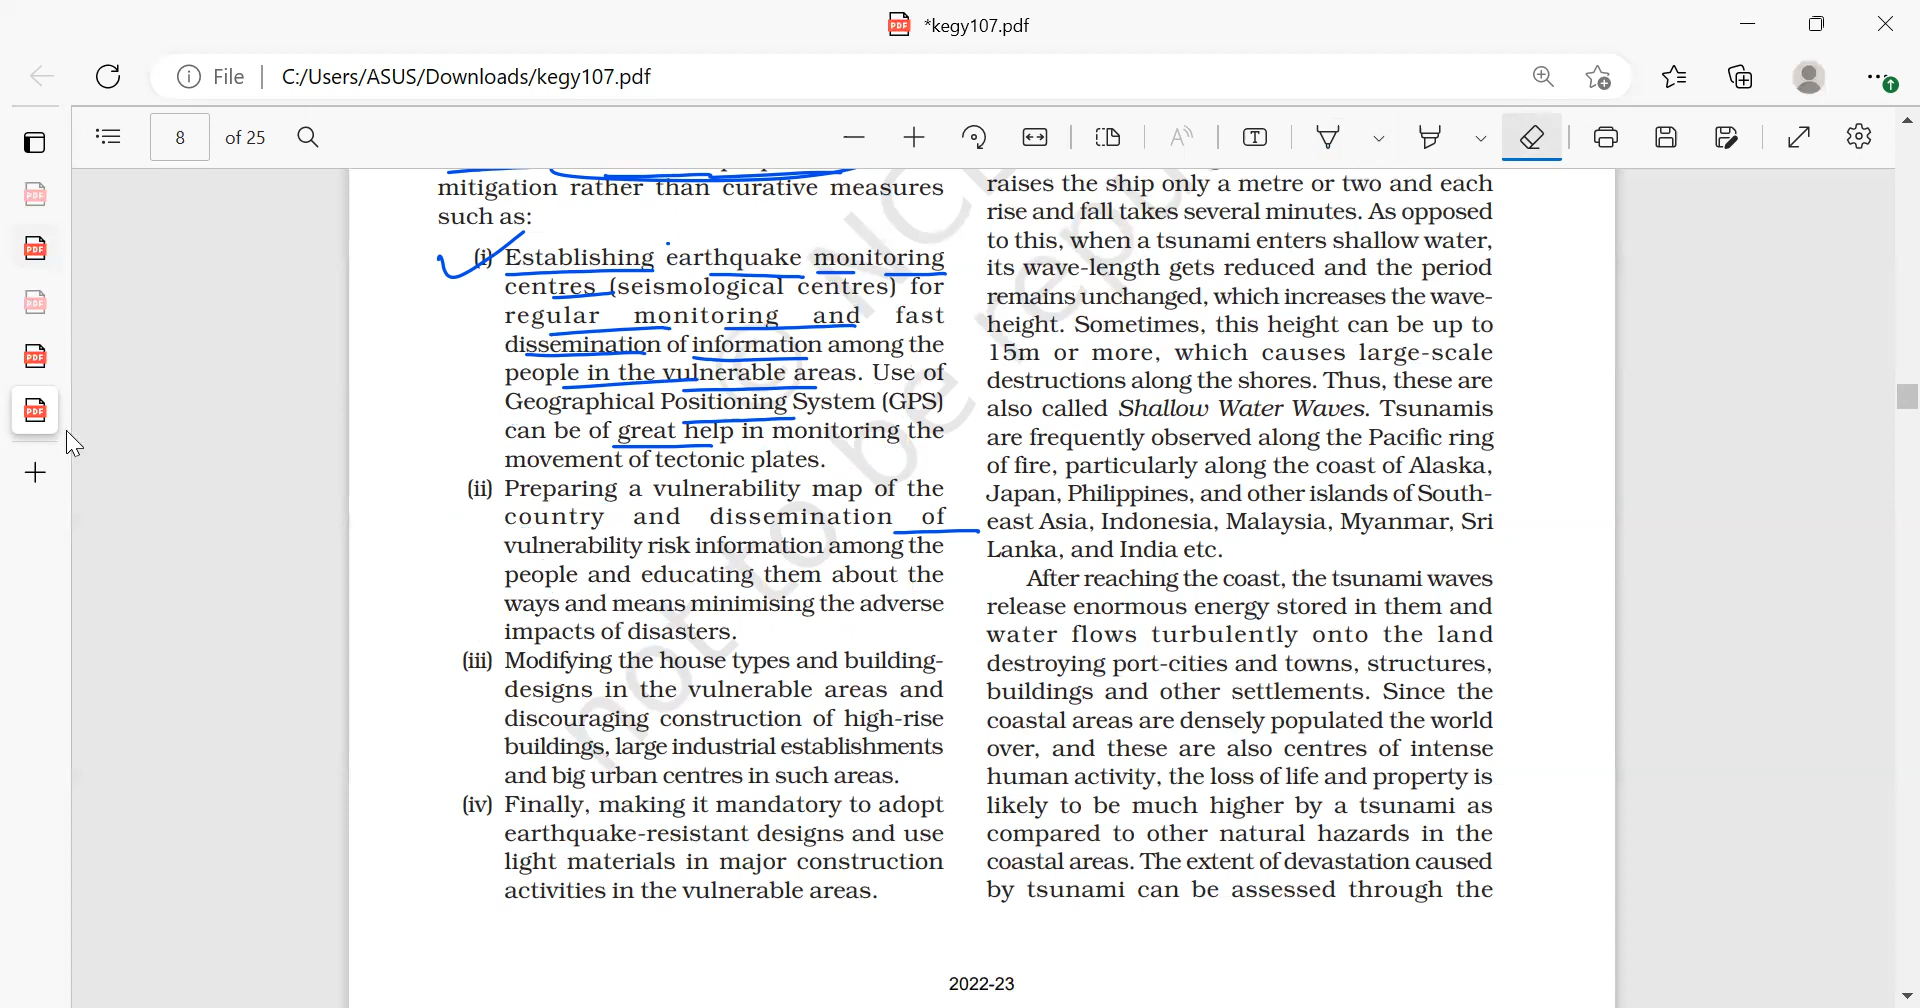 *kegy107.pdf
File
C:/Users/ASUS/Downloads/kegy107.pdf
8 of 25
mitigation rather than curative measures
such as:
(i) Establishing earthquake monitoring
centres (seismological centres) for
regular monitoring and fast
dissemination of information among the
people in the vulnerable areas. Use of
Geographical Positioning System (GPS)
can be of great help in monitoring the
movement of tectonic plates.
(ii) Preparing a vulnerability map of the
country and dissemination of
vulnerability risk information among the
people and educating them about the
ways and means minimising the adverse
impacts of disasters.
(iii) Modifying the house types and building-
designs in the vulnerable areas and
discouraging construction of high-rise
buildings, large industrial establishments
and big urban centres in such areas.
(iv) Finally, making it mandatory to adopt
earthquake-resistant designs and use
light materials in major construction
activities in the vulnerable areas.
raises the ship only a metre or two and each
rise and fall takes several minutes. As opposed
to this, when a tsunami enters shallow water,
its wave-length gets reduced and the period
remains unchanged, which increases the wave-
height. Sometimes, this height can be up to
15m or more, which causes large-scale
destructions along the shores. Thus, these are
also called Shallow Water Waves. Tsunamis
are frequently observed along the Pacific ring
of fire, particularly along the coast of Alaska,
Japan, Philippines, and other islands of South-
east Asia, Indonesia, Malaysia, Myanmar, Sri
Lanka, and India etc.
After reaching the coast, the tsunami waves
release enormous energy stored in them and
water flows turbulently onto the land
destroying port-cities and towns, structures,
buildings and other settlements. Since the
coastal areas are densely populated the world
over, and these are also centres of intense
human activity, the loss of life and property is
likely to be much higher by a tsunami as
compared to other natural hazards in the
coastal areas. The extent of devastation caused
by tsunami can be assessed through the
2022-23
not to be